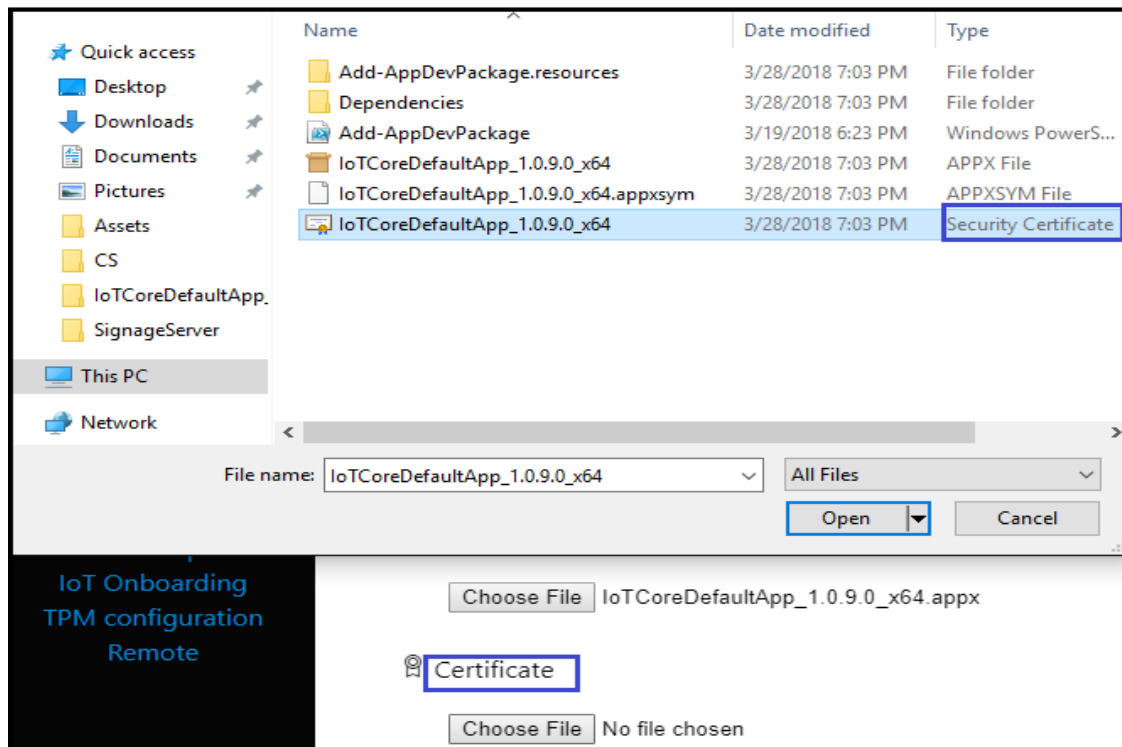 Name Date modified Type
Quick access
Desktop
Downloads
Documents
Pictures
Assets
CS
IoTCoreDefaultApp_
SignageServer
This PC
Network
Add-AppDevPackage.resources 3/28/2018 7:03 PM File folder
Dependencies 3/28/2018 7:03 PM File folder
Add-AppDevPackage 3/19/2018 6:23 PM Windows PowerS...
IoTCoreDefaultApp_1.0.9.0_x64 3/28/2018 7:03 PM APPX File
IoTCoreDefaultApp_1.0.9.0_x64.appxsym 3/28/2018 7:03 PM APPXSYM File
IoTCoreDefaultApp_1.0.9.0_x64 3/28/2018 7:03 PM Security Certificate
File name: IoTCoreDefaultApp_1.0.9.0_x64 All Files
Open Cancel
IoT Onboarding
TPM configuration
Remote
Choose File IoTCoreDefaultApp_1.0.9.0_x64.appx
Certificate
Choose File No file chosen